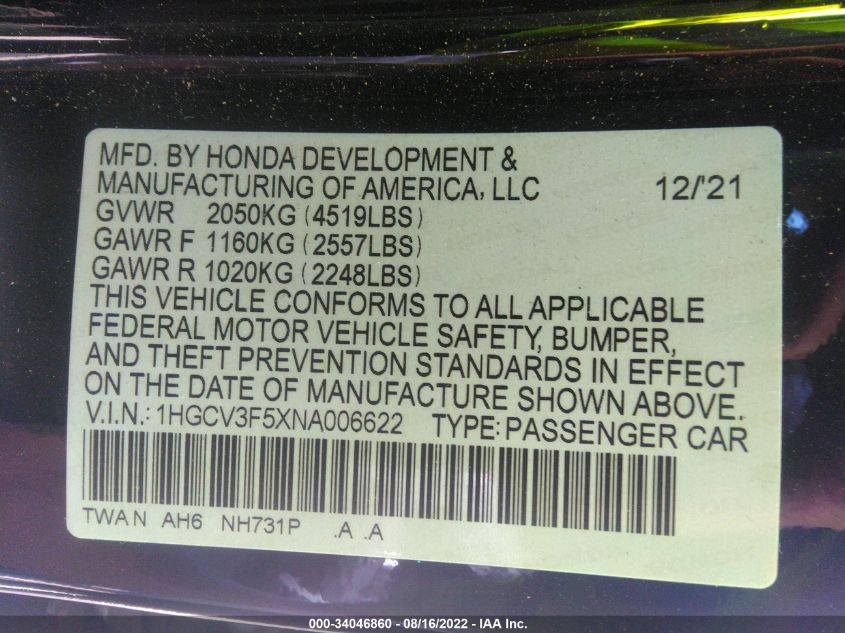 MFD. BY HONDA DEVELOPMENT &
MANUFACTURING OF AMERICA, LLC 12/'21
GVWR 2050KG (4519LBS)
GAWR F 1160KG (2557LBS)
GAWR R 1020KG (2248LBS)
THIS VEHICLE CONFORMS TO ALL APPLICABLE
FEDERAL MOTOR VEHICLE SAFETY, BUMPER,
AND THEFT PREVENTION STANDARDS IN EFFECT
ON THE DATE OF MANUFACTURE SHOWN ABOVE.
V.I.N.: 1HGCV3F5XNA006622 TYPE: PASSENGER CAR
TWAN AH6 NH731P .A .A
000-34046860 - 08/16/2022 - IAA Inc.